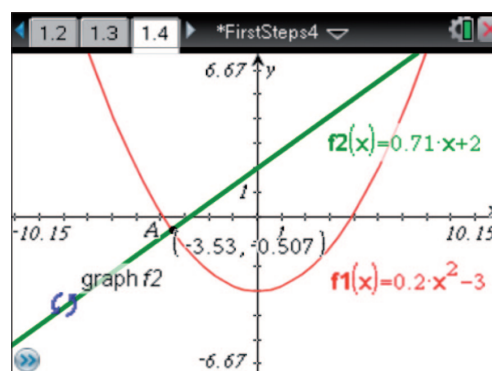 1.2 1.3 1.4 *FirstSteps4
6.67 y
f2(x)=0.71·x+2
1
-10.15 A 1 10.15
(-3.53, -0.507)
graph f2
f1(x)=0.2·x²-3
-6.67